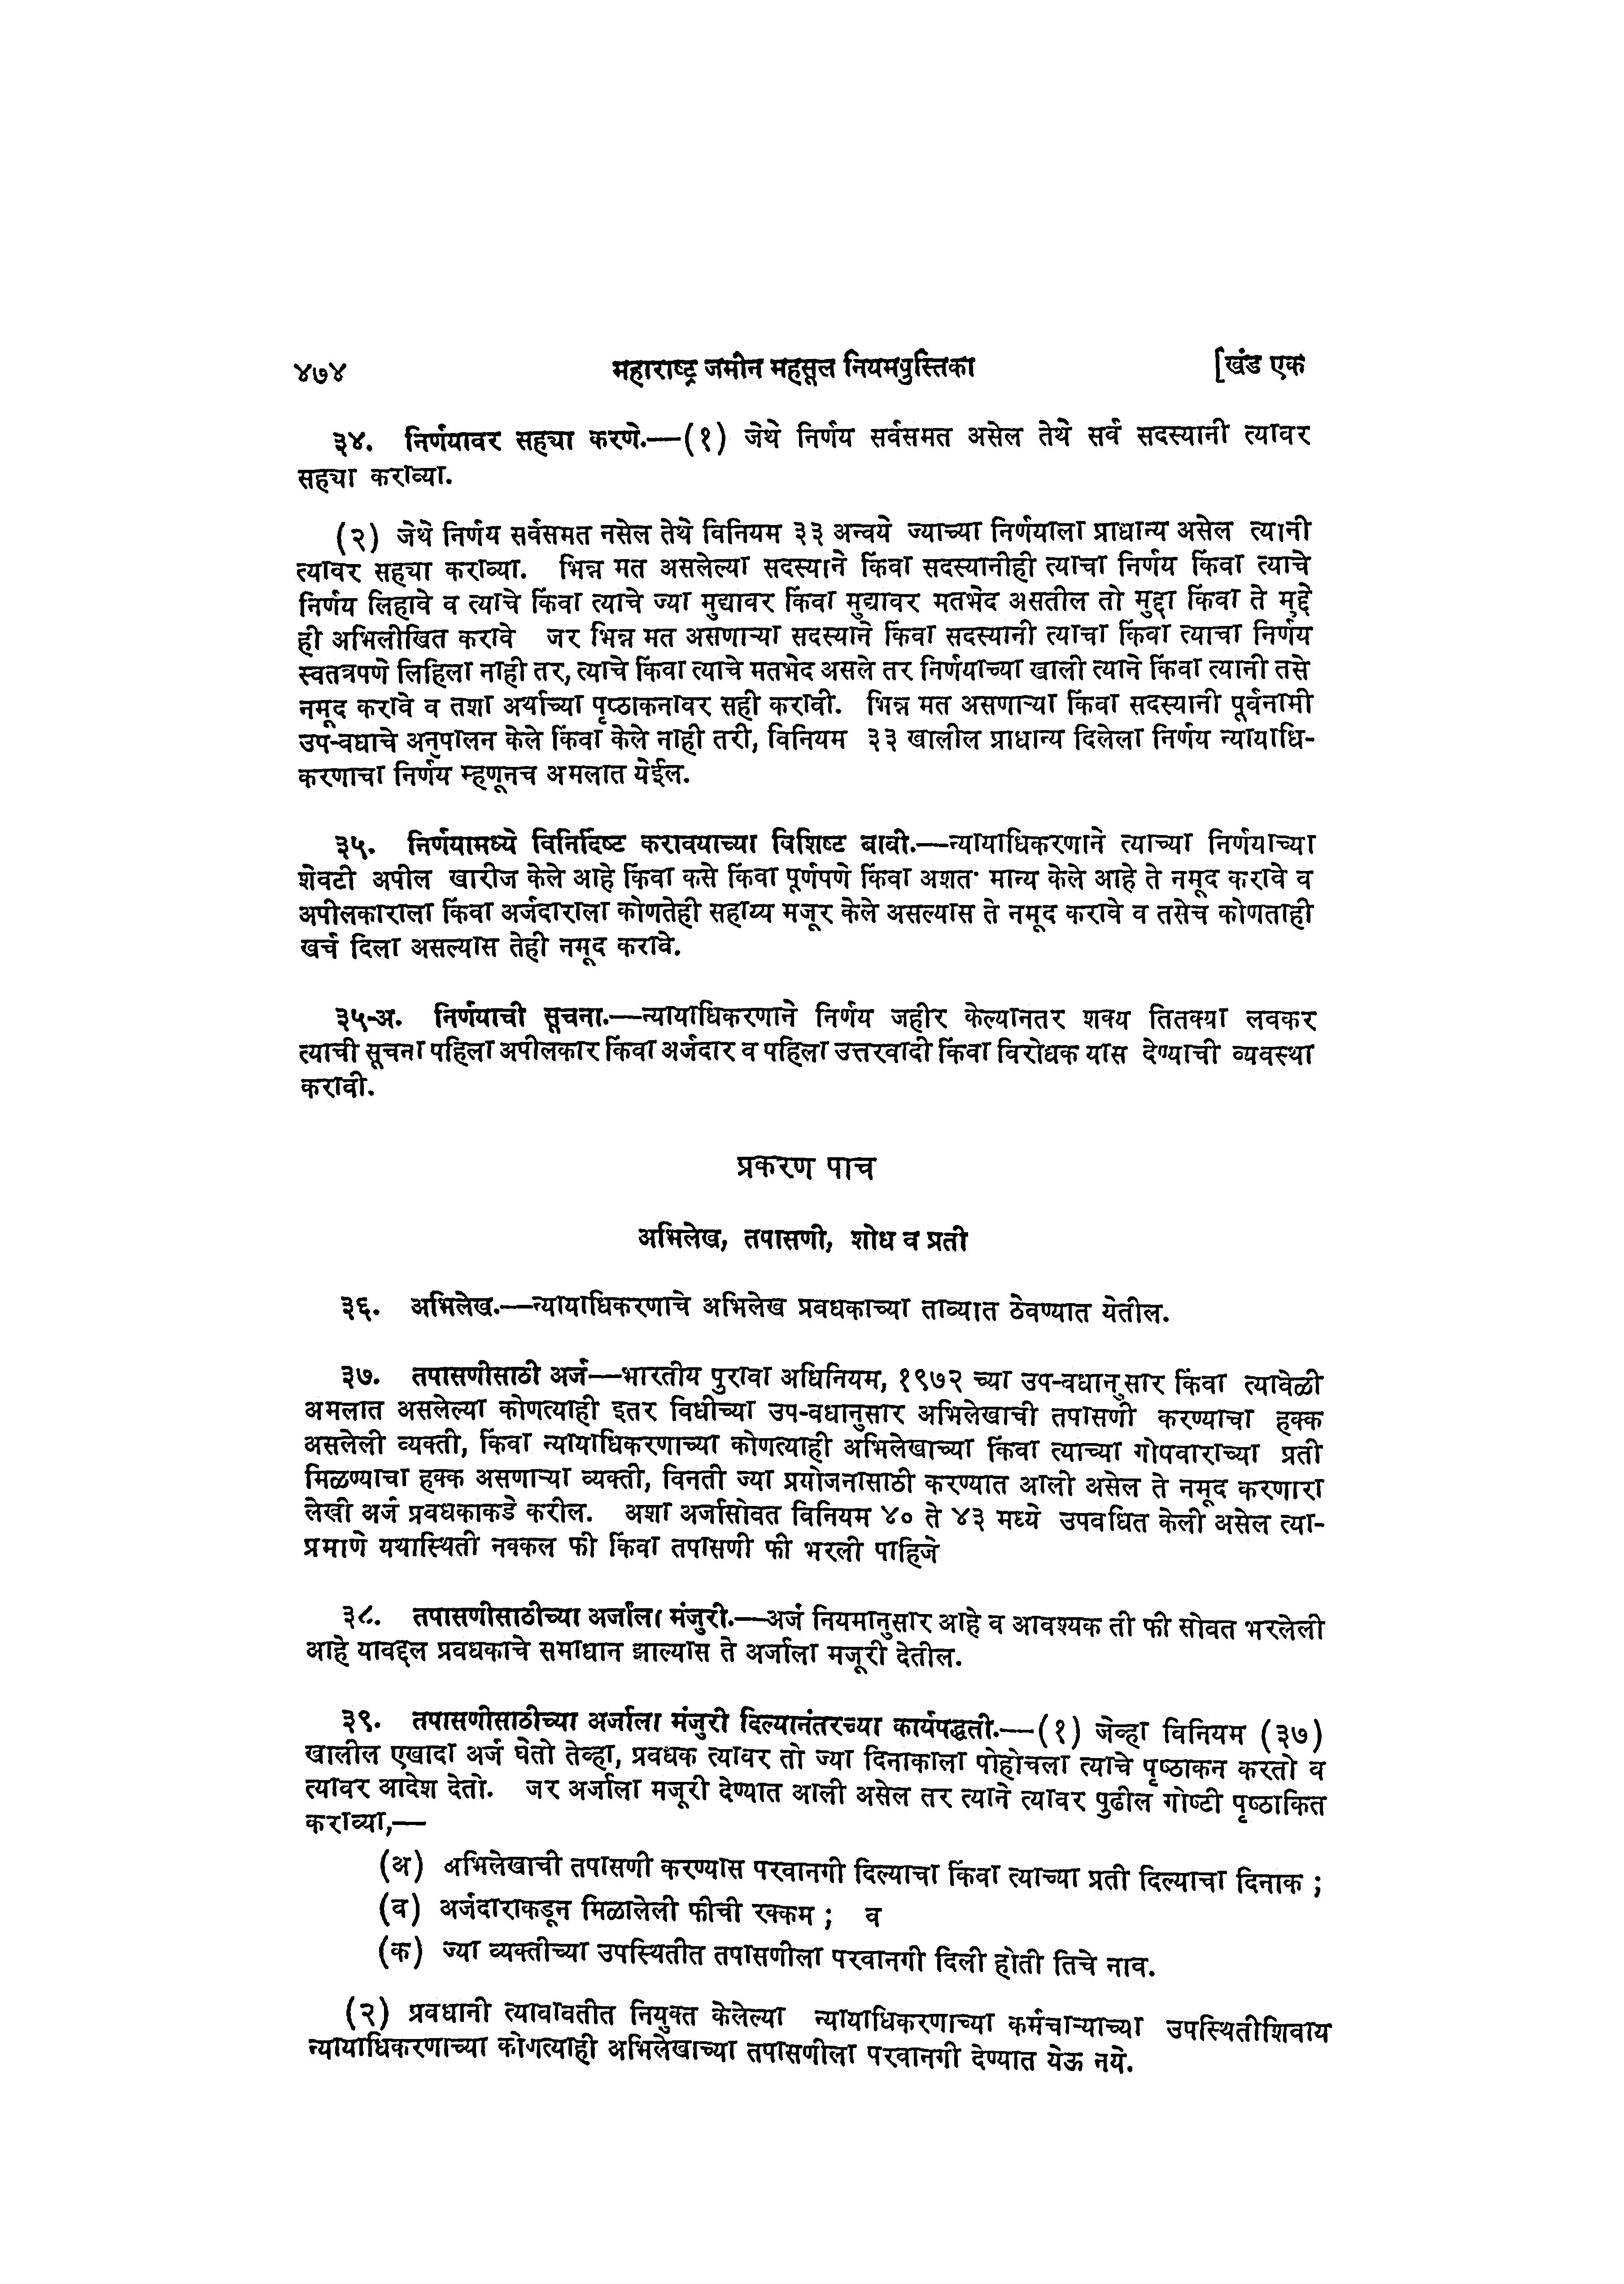 ४७४ महाराष्ट्र जमीन महसूल नियमपुस्तिका [खंड एक
३४. निर्णयावर सह्या करणे.—(१) जेथे निर्णय सर्वसमत असेल तेथे सर्व सदस्यानी त्यावर
सह्या कराव्या.
(२) जेथे निर्णय सर्वसमत नसेल तेथे विनियम ३३ अन्वये ज्याच्या निर्णयाला प्राधान्य असेल त्यानी
त्यावर सह्या कराव्या. भिन्न मत असलेल्या सदस्याने किंवा सदस्यानीही त्याचा निर्णय किंवा त्याचे
निर्णय लिहावे व त्याचे किंवा त्याचे ज्या मुद्यावर किंवा मुद्यावर मतभेद असतील तो मुद्दा किंवा ते मुद्दे
ही अभिलीखित करावे जर भिन्न मत असणाऱ्या सदस्याने किंवा सदस्यानी त्याचा किंवा त्याचा निर्णय
स्वतत्रपणे लिहिला नाही तर, त्याचे किंवा त्याचे मतभेद असले तर निर्णयाच्या खाली त्याने किंवा त्यानी तसे
नमूद करावे व तशा अर्थाच्या पृष्ठाकनावर सही करावी. भिन्न मत असणाऱ्या किंवा सदस्यानी पूर्वनामी
उप-वधाचे अनुपालन केले किंवा केले नाही तरी, विनियम ३३ खालील प्राधान्य दिलेला निर्णय न्यायाधि-
करणाचा निर्णय म्हणूनच अमलात येईल.
३५. निर्णयामध्ये विनिर्दिष्ट करावयाच्या विशिष्ट बाबी.—न्यायाधिकरणाने त्याच्या निर्णयाच्या
शेवटी अपील खारीज केले आहे किंवा कसे किंवा पूर्णपणे किंवा अशत· मान्य केले आहे ते नमूद करावे व
अपीलकाराला किंवा अर्जदाराला कोणतेही सहाय्य मजूर केले असल्यास ते नमूद करावे व तसेच कोणताही
खर्च दिला असल्यास तेही नमूद करावे.
३५-अ. निर्णयाची सूचना.—न्यायाधिकरणाने निर्णय जहीर केल्यानतर शक्य तितक्या लवकर
त्याची सूचना पहिला अपीलकार किंवा अर्जदार व पहिला उत्तरवादी किंवा विरोधक यास देण्याची व्यवस्था
करावी.
प्रकरण पाच
अभिलेख, तपासणी, शोध व प्रती
३६. अभिलेख.—न्यायाधिकरणाचे अभिलेख प्रवधकाच्या ताव्यात ठेवण्यात येतील.
३७. तपासणीसाठी अर्ज—भारतीय पुरावा अधिनियम, १९७२ च्या उप-वधानुसार किंवा त्यावेळी
अमलात असलेल्या कोणत्याही इतर विधीच्या उप-वधानुसार अभिलेखाची तपासणी करण्याचा हक्क
असलेली व्यक्ती, किंवा न्यायाधिकरणाच्या कोणत्याही अभिलेखाच्या किंवा त्याच्या गोषवाराच्या प्रती
मिळण्याचा हक्क असणाऱ्या व्यक्ती, विनती ज्या प्रयोजनासाठी करण्यात आली असेल ते नमूद करणारा
लेखी अर्ज प्रवधकाकडे करील. अशा अर्जासोवत विनियम ४० ते ४३ मध्ये उपवधित केली असेल त्या-
प्रमाणे यथास्थिती नक्कल फी किंवा तपासणी फी भरली पाहिजे
३८. तपासणीसाठीच्या अर्जाला मंजुरी.—अर्ज नियमानुसार आहे व आवश्यक ती फी सोवत भरलेली
आहे यावद्दल प्रवधकाचे समाधान झाल्यास ते अर्जाला मजूरी देतील.
३९. तपासणीसाठीच्या अर्जाला मंजुरी दिल्यानंतरच्या कार्यपद्धती.—(१) जेव्हा विनियम (३७)
खालील एखादा अर्ज घेतो तेव्हा, प्रवधक त्यावर तो ज्या दिनाकाला पोहोचला त्याचे पृष्ठाकन करतो व
त्यावर आदेश देतो. जर अर्जाला मजूरी देण्यात आली असेल तर त्याने त्यावर पुढील गोष्टी पृष्ठाकित
कराव्या,—
(अ) अभिलेखाची तपासणी करण्यास परवानगी दिल्याचा किंवा त्याच्या प्रती दिल्याचा दिनाक ;
(व) अर्जदाराकडून मिळालेली फीची रक्कम ; व
(क) ज्या व्यक्तीच्या उपस्थितीत तपासणीला परवानगी दिली होती तिचे नाव.
(२) प्रवधानी त्यावावतीत नियुक्त केलेल्या न्यायाधिकरणाच्या कर्मचाऱ्याच्या उपस्थितीशिवाय
न्यायाधिकरणाच्या कोणत्याही अभिलेखाच्या तपासणीला परवानगी देण्यात येऊ नये.